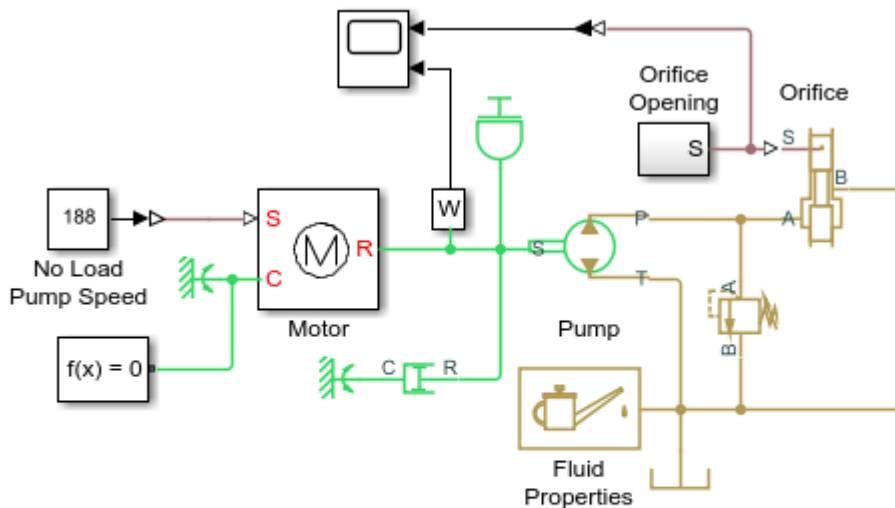 Orifice
Opening
Orifice
S
S
B
A
188
No Load
Pump Speed
S
C
M
R
Motor
W
S
P
T
Pump
A
B
f(x) = 0
C
R
Fluid
Properties